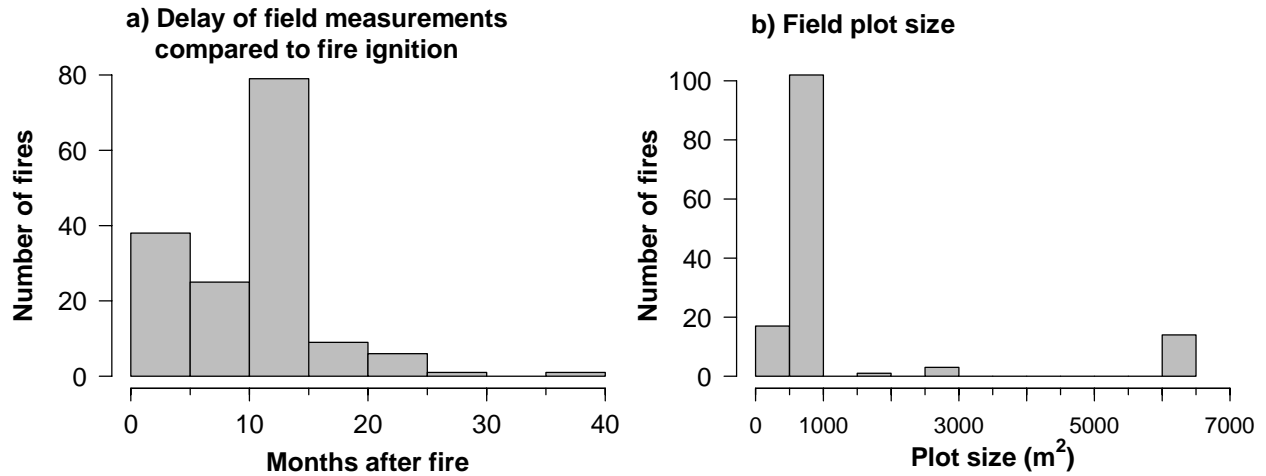 a) Delay of field measurements
compared to fire ignition
Number of fires
80
60
40
20
0
0 10 20 30 40
Months after fire
b) Field plot size
Number of fires
100
80
60
40
20
0
0 1000 3000 5000 7000
Plot size (m²)